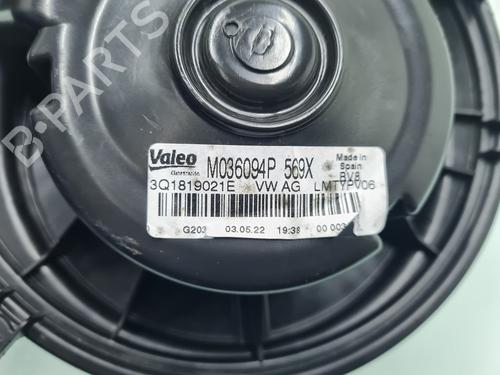 B-PARTS
Valeo M036094P 569X Made in
Spain
3Q1819021E VW AG LMTYPV06
BV8
G203 03.05.22 19:38 00 003